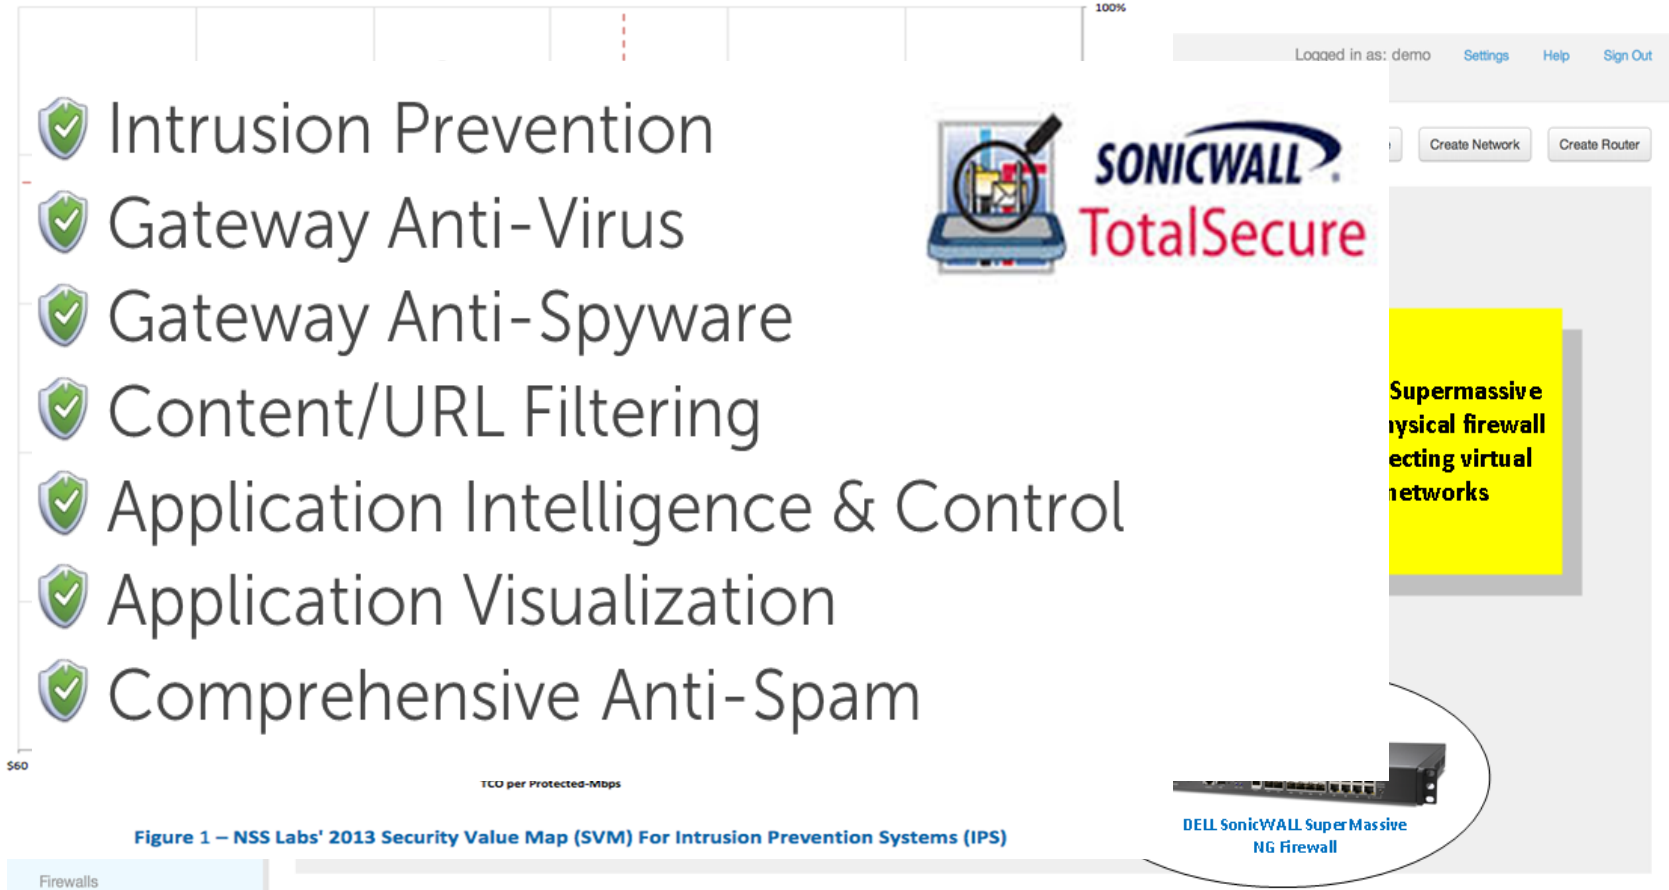 100%
Logged in as: demo Settings Help Sign Out
Create Network Create Router
Intrusion Prevention
Gateway Anti-Virus
Gateway Anti-Spyware
Content/URL Filtering
Application Intelligence & Control
Application Visualization
Comprehensive Anti-Spam
SONICWALL
TotalSecure
Supermassive
firewall
virtual
$60
TCO per Protected-Mbps
Figure 1 – NSS Labs' 2013 Security Value Map (SVM) For Intrusion Prevention Systems (IPS)
DELL SonicWALL SuperMassive
NG Firewall
Firewalls